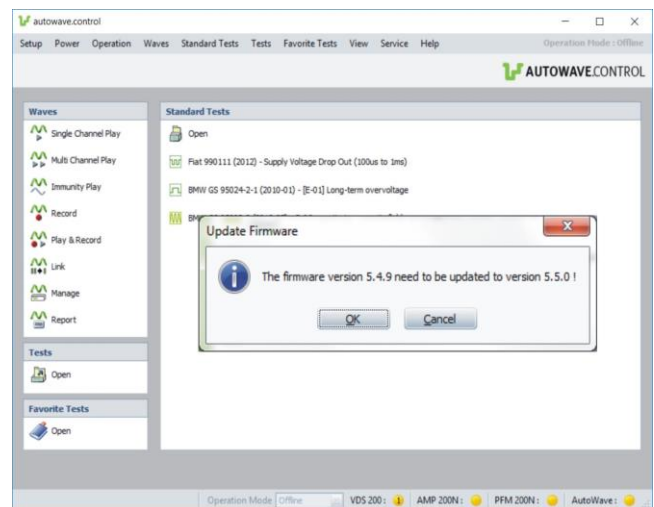 autowave.control
Setup Power Operation Waves Standard Tests Tests Favorite Tests View Service Help Operation Mode : Offline
AUTOWAVE.CONTROL
Waves
Single Channel Play
Multi Channel Play
Immunity Play
Record
Play & Record
Link
Manage
Report
Tests
Open
Favorite Tests
Open
Standard Tests
Open
Fiat 990111 (2012) - Supply Voltage Drop Out (100us to 1ms)
BMW GS 95024-2-1 (2010-01) - [E-01] Long-term overvoltage
Update Firmware
The firmware version 5.4.9 need to be updated to version 5.5.0 !
OK Cancel
Operation Mode Offline VDS 200 : 1 AMP 200N : PFM 200N : AutoWave :